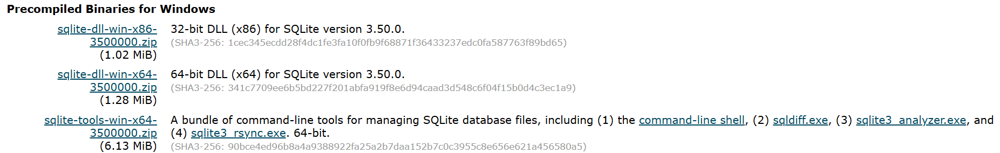 Precompiled Binaries for Windows
sqlite-dll-win-x86-
3500000.zip
(1.02 MiB)
32-bit DLL (x86) for SQLite version 3.50.0.
(SHA3-256: 1cec345ecdd28f4dc1fe3fa10f0fb9f68871f36433237edc0fa587763f89bd65)
sqlite-dll-win-x64-
3500000.zip
(1.28 MiB)
64-bit DLL (x64) for SQLite version 3.50.0.
(SHA3-256: 341c7709ee6b5bd227f201abfa919f8e6d94caad3d548c6f04f15b0d4c3ec1a9)
sqlite-tools-win-x64-
3500000.zip
(6.13 MiB)
A bundle of command-line tools for managing SQLite database files, including (1) the command-line shell, (2) sqldiff.exe, (3) sqlite3_analyzer.exe, and
(4) sqlite3_rsync.exe. 64-bit.
(SHA3-256: 90bce4ed96b8a4a9388922fa25a2b7daa152b7c0c3955c8e656e621a456580a5)